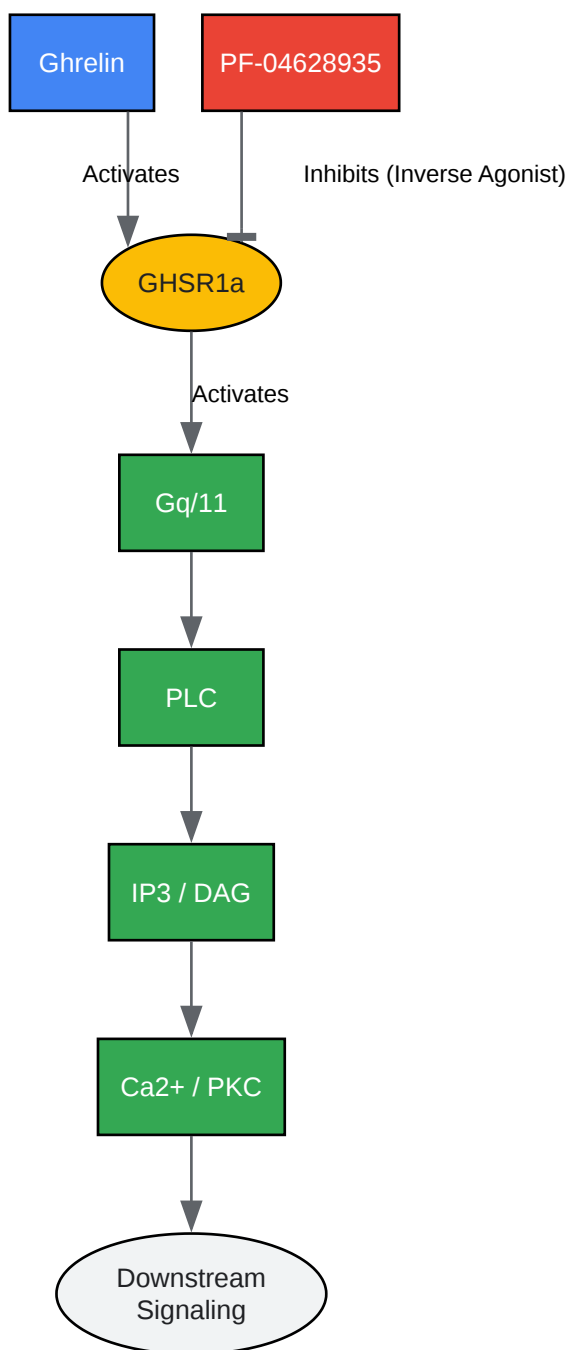 Ghrelin
PF-04628935
Activates
Inhibits (Inverse Agonist)
GHSR1a
Activates
Gq/11
PLC
IP3 / DAG
Ca2+ / PKC
Downstream
Signaling